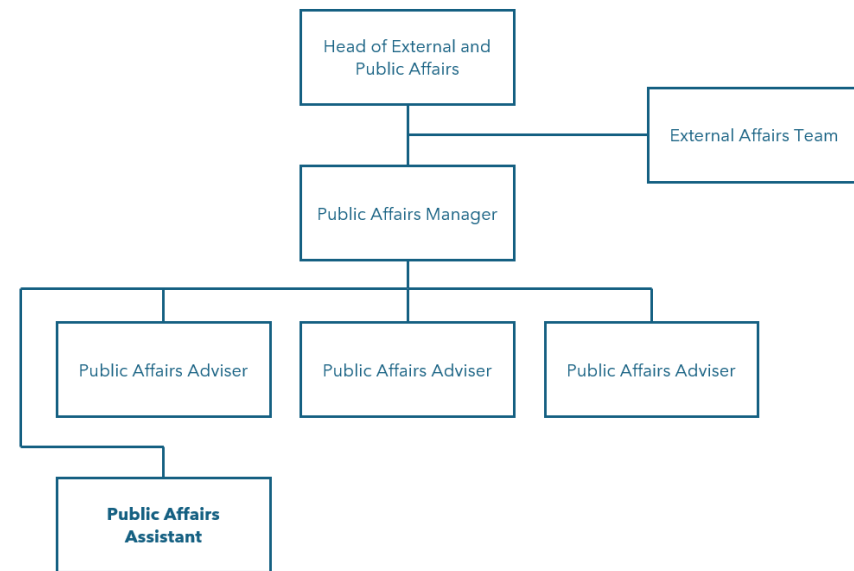 Head of External and
Public Affairs
External Affairs Team
Public Affairs Manager
Public Affairs Adviser
Public Affairs Adviser
Public Affairs Adviser
Public Affairs
Assistant